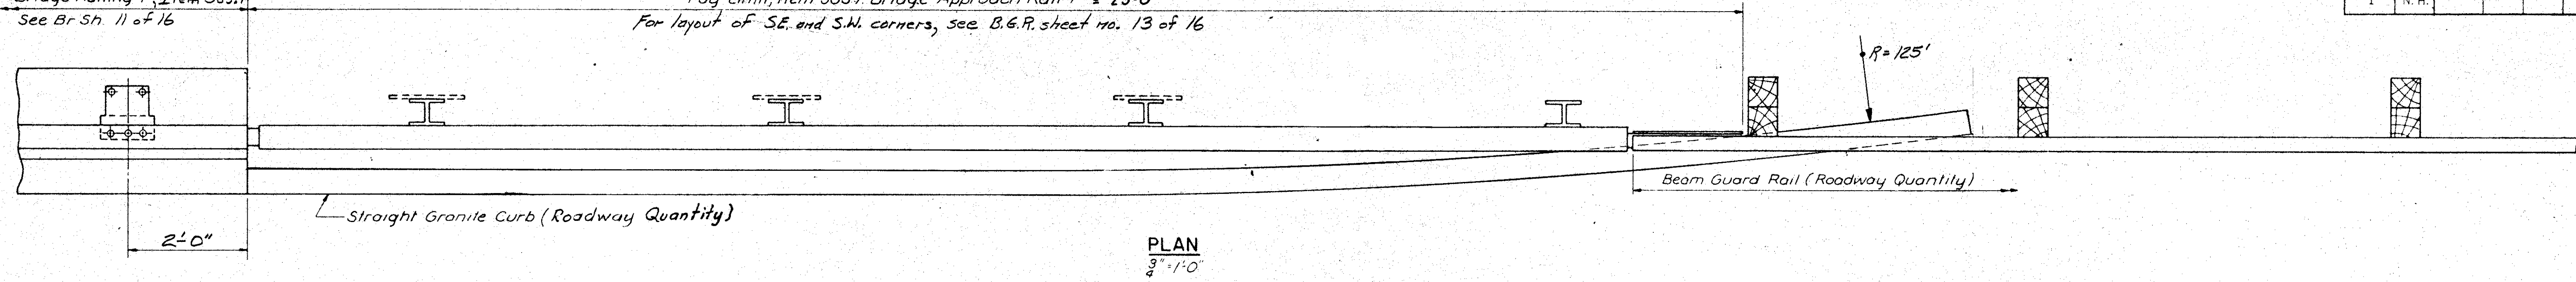 See Br Sh. 11 of 16
For layout of S.E. and S.W. corners, see B.G.R. sheet no. 13 of 16
1 N.H.
R=125'
Beam Guard Rail (Roadway Quantity)
Straight Granite Curb (Roadway Quantity)
2'-0"
PLAN
3/4"=1'-0"